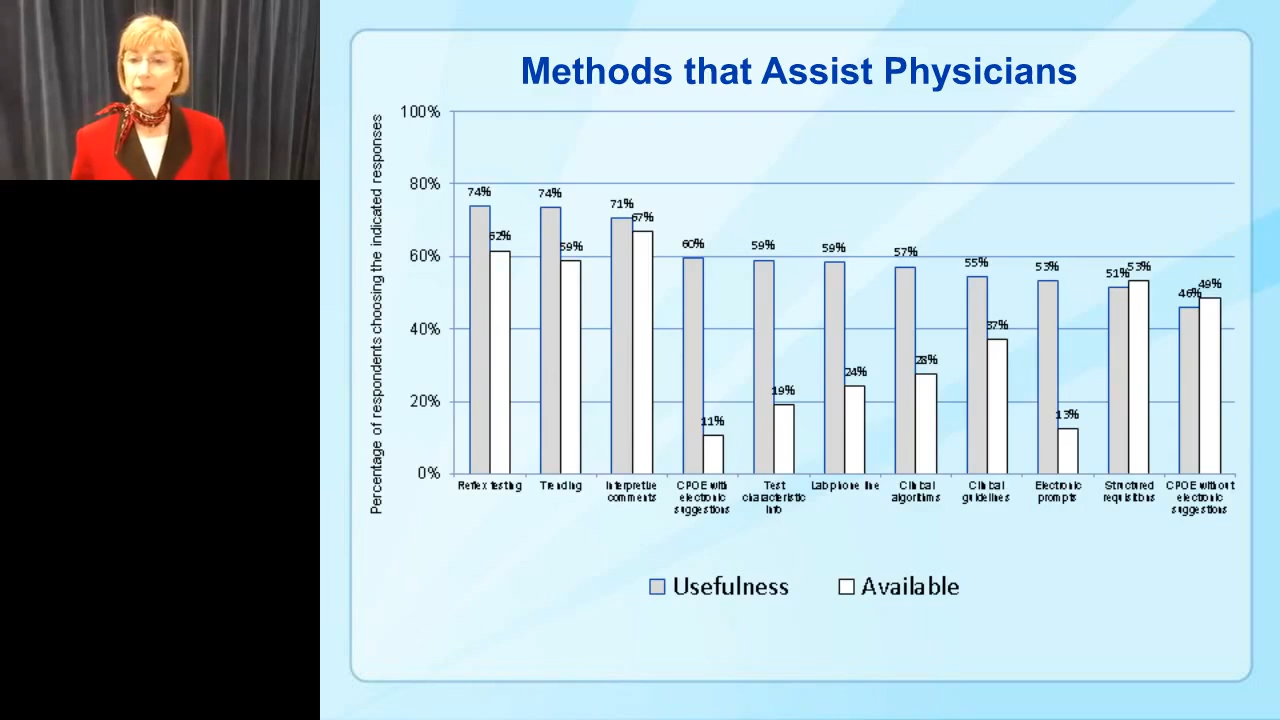 Methods that Assist Physicians
Percentage of respondents choosing the indicated responses
100%
80%
60%
40%
20%
0%
74%
62%
74%
59%
71%
67%
60%
11%
59%
19%
59%
24%
57%
28%
55%
37%
53%
13%
51%
53%
46%
49%
Reflex testing
Trending
Interpretive
comments
CPOE with
electronic
suggestions
Test
characteristic
info
Lab phone line
Clinical
algorithms
Clinical
guidelines
Electronic
prompts
Structured
requisitions
CPOE without
electronic
suggestions
Usefulness
Available